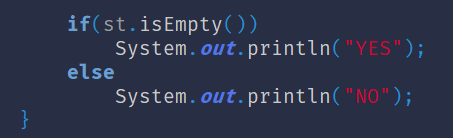 if(st.isEmpty())
System.out.println("YES");
else
System.out.println("NO");
}